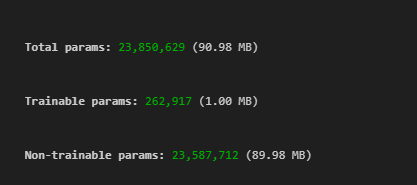 Total params: 23,850,629 (90.98 MB)
Trainable params: 262,917 (1.00 MB)
Non-trainable params: 23,587,712 (89.98 MB)